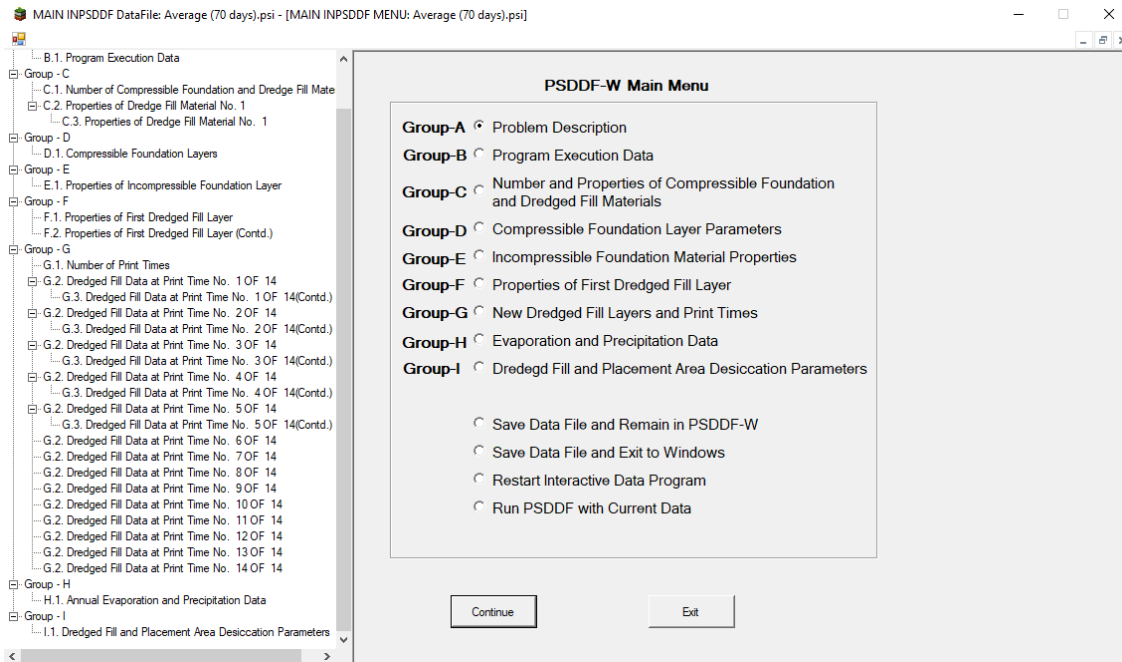 MAIN INPSDDF DataFile: Average (70 days).psi - [MAIN INPSDDF MENU: Average (70 days).psi]
B.1. Program Execution Data
Group - C
C.1. Number of Compressible Foundation and Dredge Fill Mate
C.2. Properties of Dredge Fill Material No. 1
C.3. Properties of Dredge Fill Material No. 1
Group - D
D.1. Compressible Foundation Layers
Group - E
E.1. Properties of Incompressible Foundation Layer
Group - F
F.1. Properties of First Dredged Fill Layer
F.2. Properties of First Dredged Fill Layer (Contd.)
Group - G
G.1. Number of Print Times
G.2. Dredged Fill Data at Print Time No. 1 OF 14
G.3. Dredged Fill Data at Print Time No. 1 OF 14(Contd.)
G.2. Dredged Fill Data at Print Time No. 2 OF 14
G.3. Dredged Fill Data at Print Time No. 2 OF 14(Contd.)
G.2. Dredged Fill Data at Print Time No. 3 OF 14
G.3. Dredged Fill Data at Print Time No. 3 OF 14(Contd.)
G.2. Dredged Fill Data at Print Time No. 4 OF 14
G.3. Dredged Fill Data at Print Time No. 4 OF 14(Contd.)
G.2. Dredged Fill Data at Print Time No. 5 OF 14
G.3. Dredged Fill Data at Print Time No. 5 OF 14(Contd.)
G.2. Dredged Fill Data at Print Time No. 6 OF 14
G.2. Dredged Fill Data at Print Time No. 7 OF 14
G.2. Dredged Fill Data at Print Time No. 8 OF 14
G.2. Dredged Fill Data at Print Time No. 9 OF 14
G.2. Dredged Fill Data at Print Time No. 10 OF 14
G.2. Dredged Fill Data at Print Time No. 11 OF 14
G.2. Dredged Fill Data at Print Time No. 12 OF 14
G.2. Dredged Fill Data at Print Time No. 13 OF 14
G.2. Dredged Fill Data at Print Time No. 14 OF 14
Group - H
H.1. Annual Evaporation and Precipitation Data
Group - I
I.1. Dredged Fill and Placement Area Desiccation Parameters
PSDDF-W Main Menu
Group-A Problem Description
Group-B Program Execution Data
Group-C Number and Properties of Compressible Foundation
and Dredged Fill Materials
Group-D Compressible Foundation Layer Parameters
Group-E Incompressible Foundation Material Properties
Group-F Properties of First Dredged Fill Layer
Group-G New Dredged Fill Layers and Print Times
Group-H Evaporation and Precipitation Data
Group-I Dredegd Fill and Placement Area Desiccation Parameters
Save Data File and Remain in PSDDF-W
Save Data File and Exit to Windows
Restart Interactive Data Program
Run PSDDF with Current Data
Continue
Exit